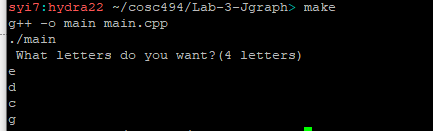 syi7:hydra22 ~/cosc494/Lab-3-Jgraph> make
g++ -o main main.cpp
./main
 What letters do you want?(4 letters)
e
d
c
g